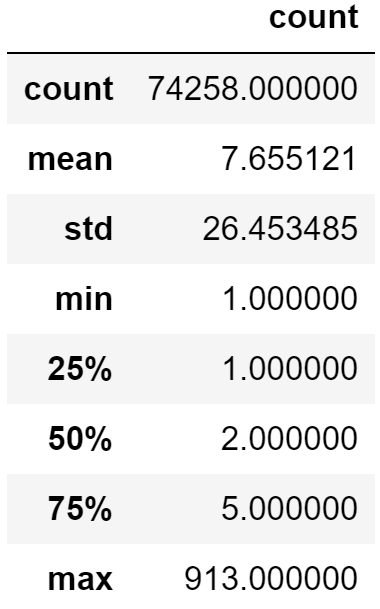 count
count 74258.000000
mean 7.655121
std 26.453485
min 1.000000
25% 1.000000
50% 2.000000
75% 5.000000
max 913.000000